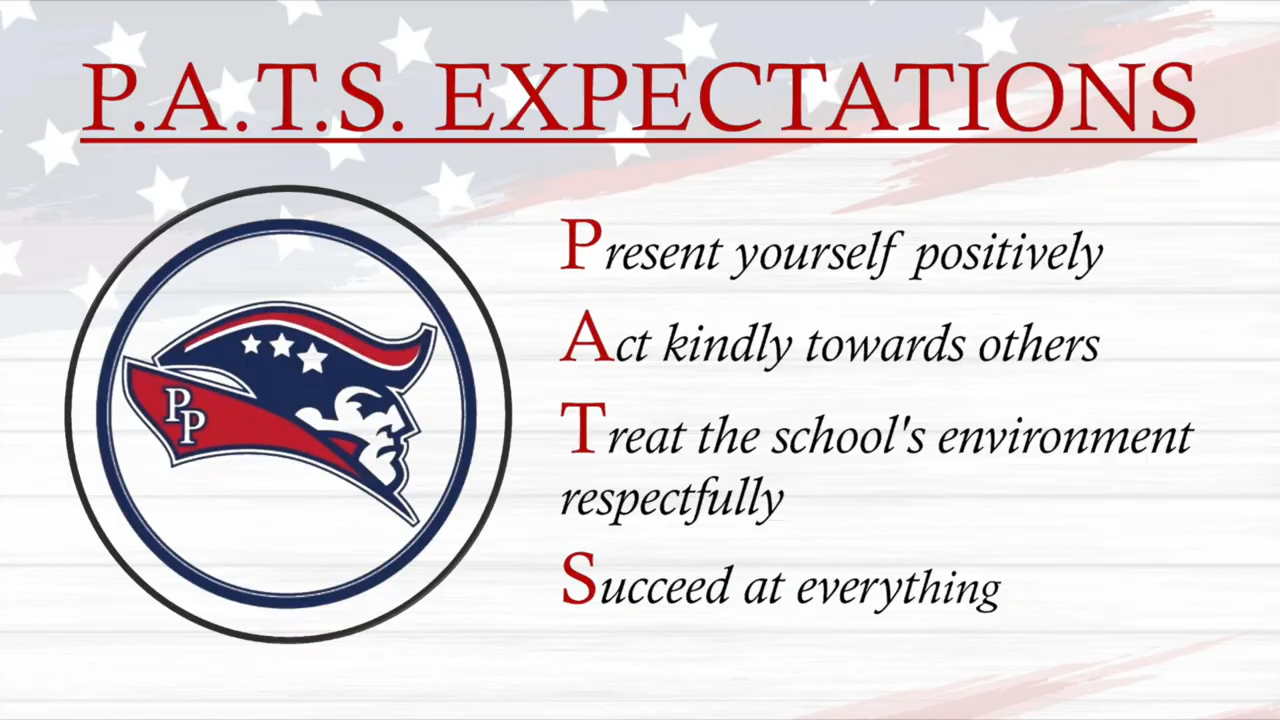 P.A.T.S. EXPECTATIONS
Present yourself positively
Act kindly towards others
PP
Treat the school's environment
respectfully
Succeed at everything